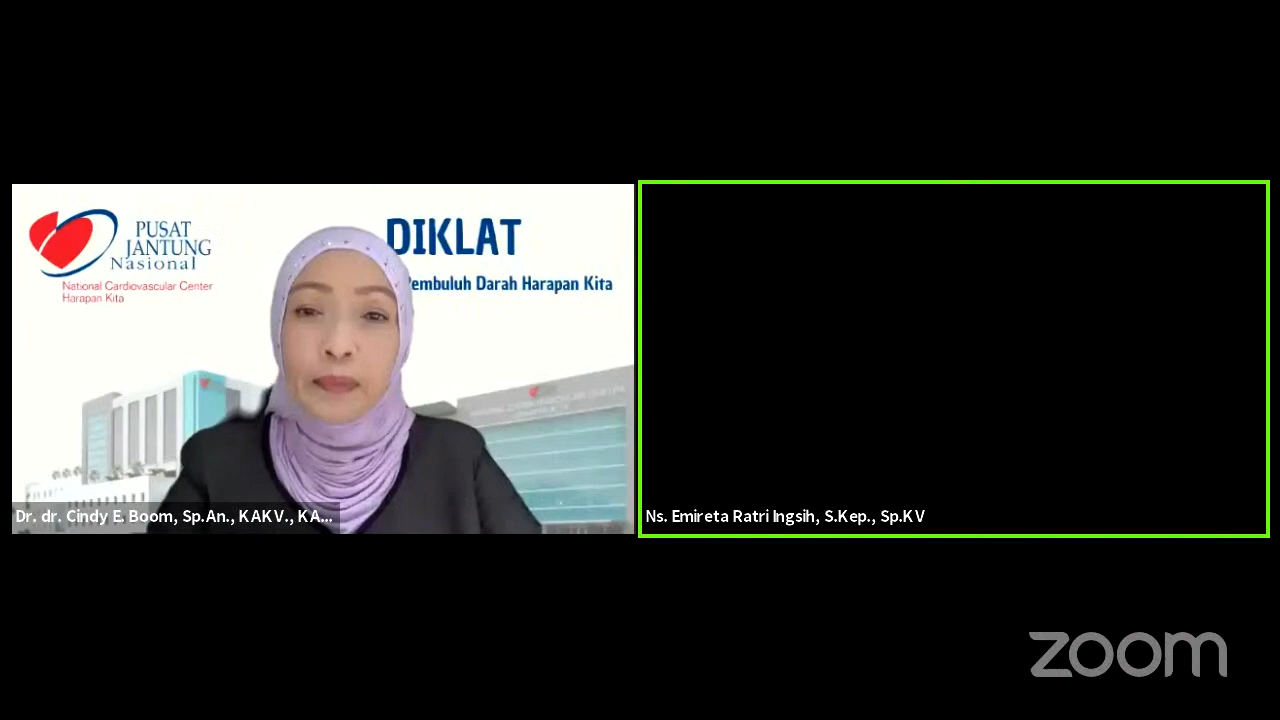 PUSAT
JANTUNG
Nasional
National Cardiovascular Center
Harapan Kita
DIKLAT
Pembuluh Darah Harapan Kita
Dr. dr. Cindy E. Boom, Sp.An., KAKV., KA...
Ns. Emireta Ratri Ingsih, S.Kep., Sp.KV
zoom